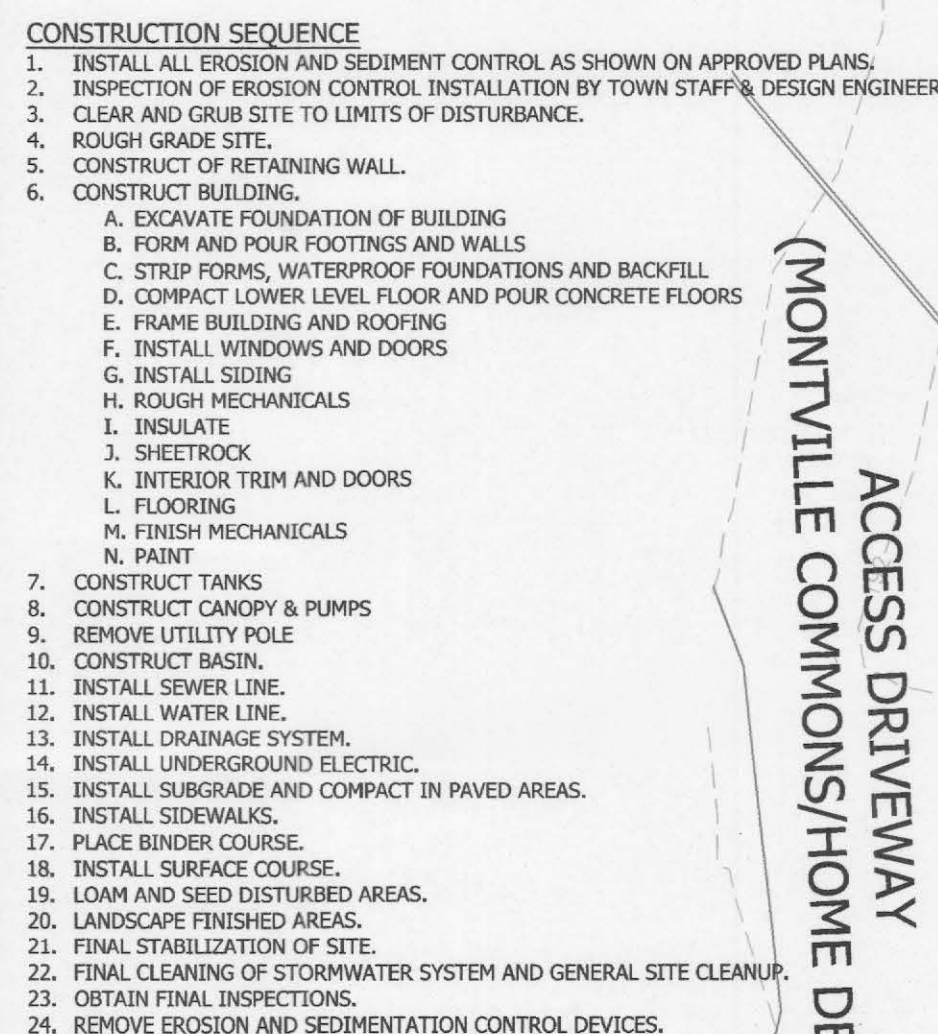 CONSTRUCTION SEQUENCE
1. INSTALL ALL EROSION AND SEDIMENT CONTROL AS SHOWN ON APPROVED PLANS.
2. INSPECTION OF EROSION CONTROL INSTALLATION BY TOWN STAFF & DESIGN ENGINEER
3. CLEAR AND GRUB SITE TO LIMITS OF DISTURBANCE.
4. ROUGH GRADE SITE.
5. CONSTRUCT OF RETAINING WALL.
6. CONSTRUCT BUILDING.
A. EXCAVATE FOUNDATION OF BUILDING
B. FORM AND POUR FOOTINGS AND WALLS
C. STRIP FORMS, WATERPROOF FOUNDATIONS AND BACKFILL
D. COMPACT LOWER LEVEL FLOOR AND POUR CONCRETE FLOORS
E. FRAME BUILDING AND ROOFING
F. INSTALL WINDOWS AND DOORS
G. INSTALL SIDING
H. ROUGH MECHANICALS
I. INSULATE
J. SHEETROCK
K. INTERIOR TRIM AND DOORS
L. FLOORING
M. FINISH MECHANICALS
N. PAINT
7. CONSTRUCT TANKS
8. CONSTRUCT CANOPY & PUMPS
9. REMOVE UTILITY POLE
10. CONSTRUCT BASIN.
11. INSTALL SEWER LINE.
12. INSTALL WATER LINE.
13. INSTALL DRAINAGE SYSTEM.
14. INSTALL UNDERGROUND ELECTRIC.
15. INSTALL SUBGRADE AND COMPACT IN PAVED AREAS.
16. INSTALL SIDEWALKS.
17. PLACE BINDER COURSE.
18. INSTALL SURFACE COURSE.
19. LOAM AND SEED DISTURBED AREAS.
20. LANDSCAPE FINISHED AREAS.
21. FINAL STABILIZATION OF SITE.
22. FINAL CLEANING OF STORMWATER SYSTEM AND GENERAL SITE CLEANUP.
23. OBTAIN FINAL INSPECTIONS.
24. REMOVE EROSION AND SEDIMENTATION CONTROL DEVICES.
ACCESS DRIVEWAY
(MONTVILLE COMMONS/HOME DE